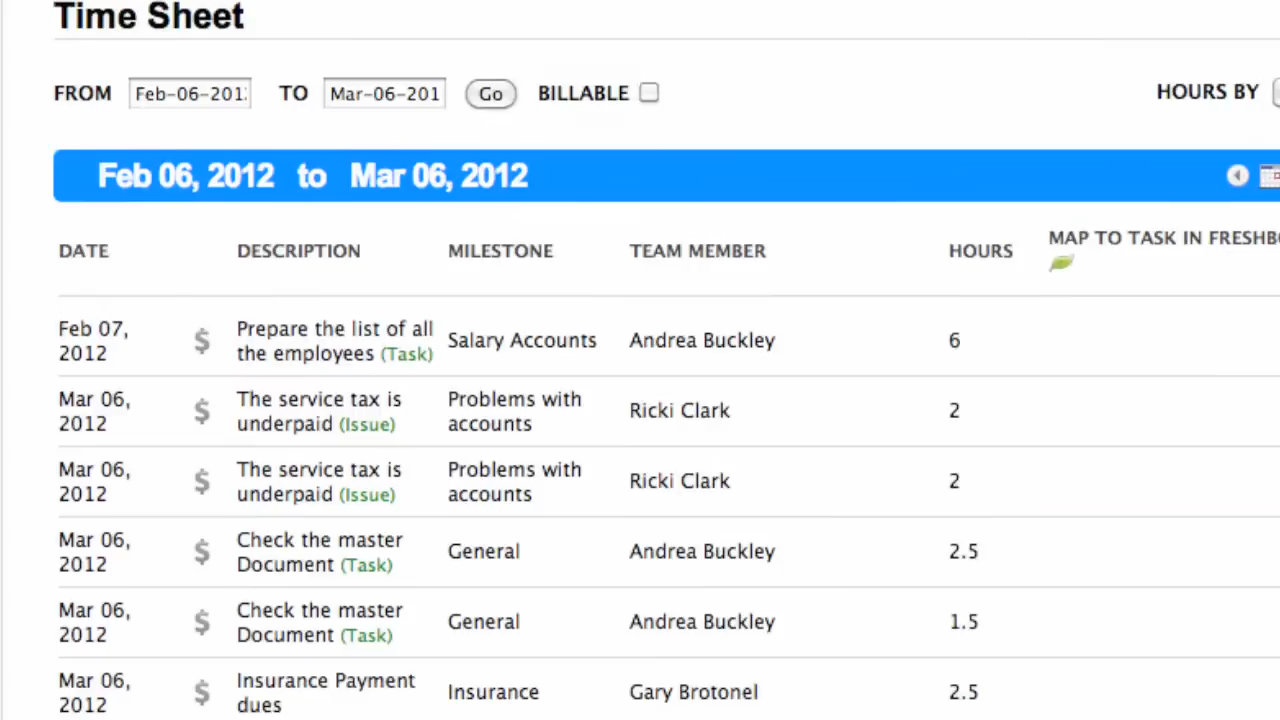 Time Sheet
FROM Feb-06-201 TO Mar-06-201 Go BILLABLE HOURS BY
Feb 06, 2012 to Mar 06, 2012
DATE DESCRIPTION MILESTONE TEAM MEMBER HOURS MAP TO TASK IN FRESHB
Feb 07, 2012 $ Prepare the list of all the employees (Task) Salary Accounts Andrea Buckley 6
Mar 06, 2012 $ The service tax is underpaid (Issue) Problems with accounts Ricki Clark 2
Mar 06, 2012 $ The service tax is underpaid (Issue) Problems with accounts Ricki Clark 2
Mar 06, 2012 $ Check the master Document (Task) General Andrea Buckley 2.5
Mar 06, 2012 $ Check the master Document (Task) General Andrea Buckley 1.5
Mar 06, 2012 $ Insurance Payment dues Insurance Gary Brotonel 2.5